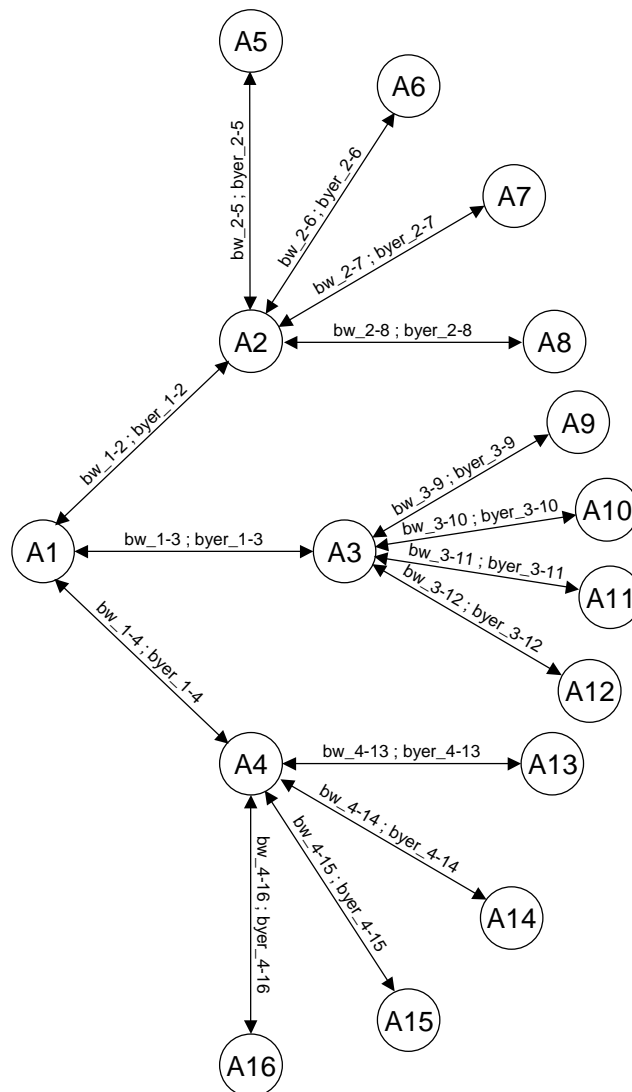 A5
A6
bw_2-5 ; byer_2-5
bw_2-6 ; byer_2-6
A7
bw_2-7 ; byer_2-7
A2
bw_2-8 ; byer_2-8
A8
bw_1-2 ; byer_1-2
A9
bw_3-9 ; byer_3-9
bw_3-10 ; byer_3-10
A10
A1
bw_1-3 ; byer_1-3
A3
bw_3-11 ; byer_3-11
A11
bw_3-12 ; byer_3-12
A12
bw_1-4 ; byer_1-4
A4
bw_4-13 ; byer_4-13
A13
bw_4-14 ; byer_4-14
A14
bw_4-15 ; byer_4-15
bw_4-16 ; byer_4-16
A15
A16